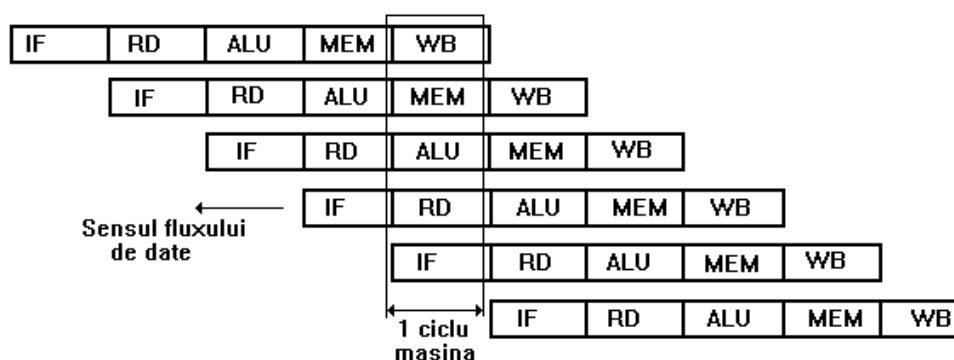 IF RD ALU MEM WB
IF RD ALU MEM WB
IF RD ALU MEM WB
IF RD ALU MEM WB
Sensul fluxului
de date
IF RD ALU MEM WB
IF RD ALU MEM WB
1 ciclu
masina